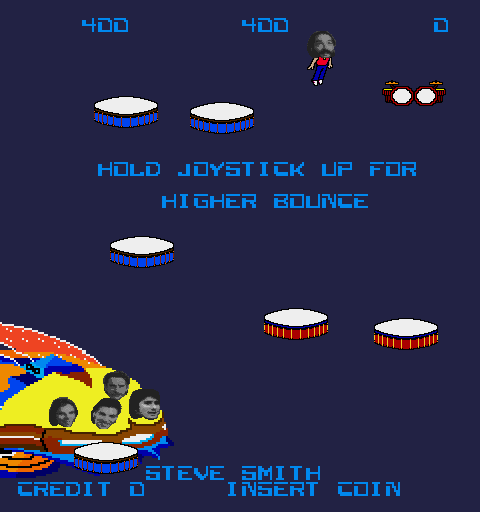 400 400 0
HOLD JOYSTICK UP FOR
HIGHER BOUNCE
STEVE SMITH
CREDIT 0 INSERT COIN